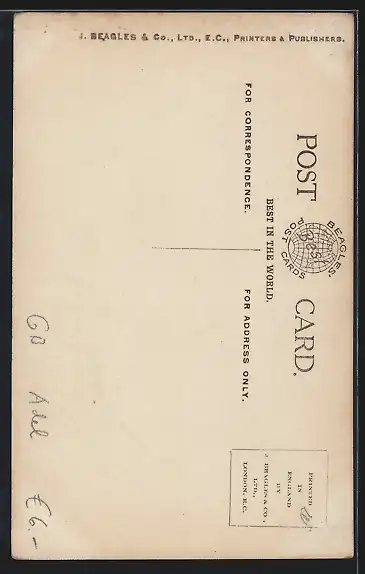 J. BEAGLES & Co., LTD., E.C., PRINTERS & PUBLISHERS.
POST CARD.
BEAGLES'
Best
POST CARDS
BEST IN THE WORLD.
FOR CORRESPONDENCE.
FOR ADDRESS ONLY.
PRINTED
IN
ENGLAND
BY
J. BEAGLES & CO.,
LTD.,
LONDON, E.C.
GB Adel €6.-